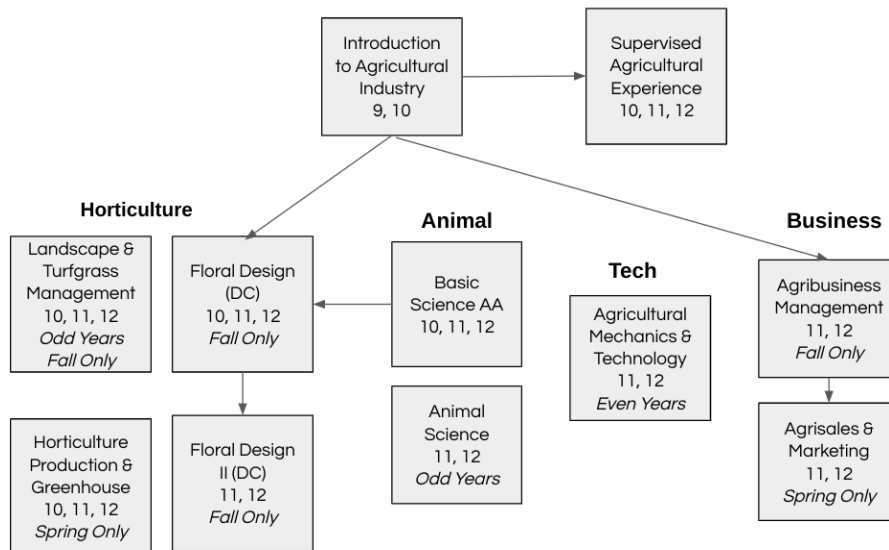 Introduction
to Agricultural
Industry
9, 10
Supervised
Agricultural
Experience
10, 11, 12
Horticulture
Landscape &
Turfgrass
Management
10, 11, 12
Odd Years
Fall Only
Floral Design
(DC)
10, 11, 12
Fall Only
Horticulture
Production &
Greenhouse
10, 11, 12
Spring Only
Floral Design
II (DC)
11, 12
Fall Only
Animal
Basic
Science AA
10, 11, 12
Animal
Science
11, 12
Odd Years
Tech
Agricultural
Mechanics &
Technology
11, 12
Even Years
Business
Agribusiness
Management
11, 12
Fall Only
Agrisales &
Marketing
11, 12
Spring Only